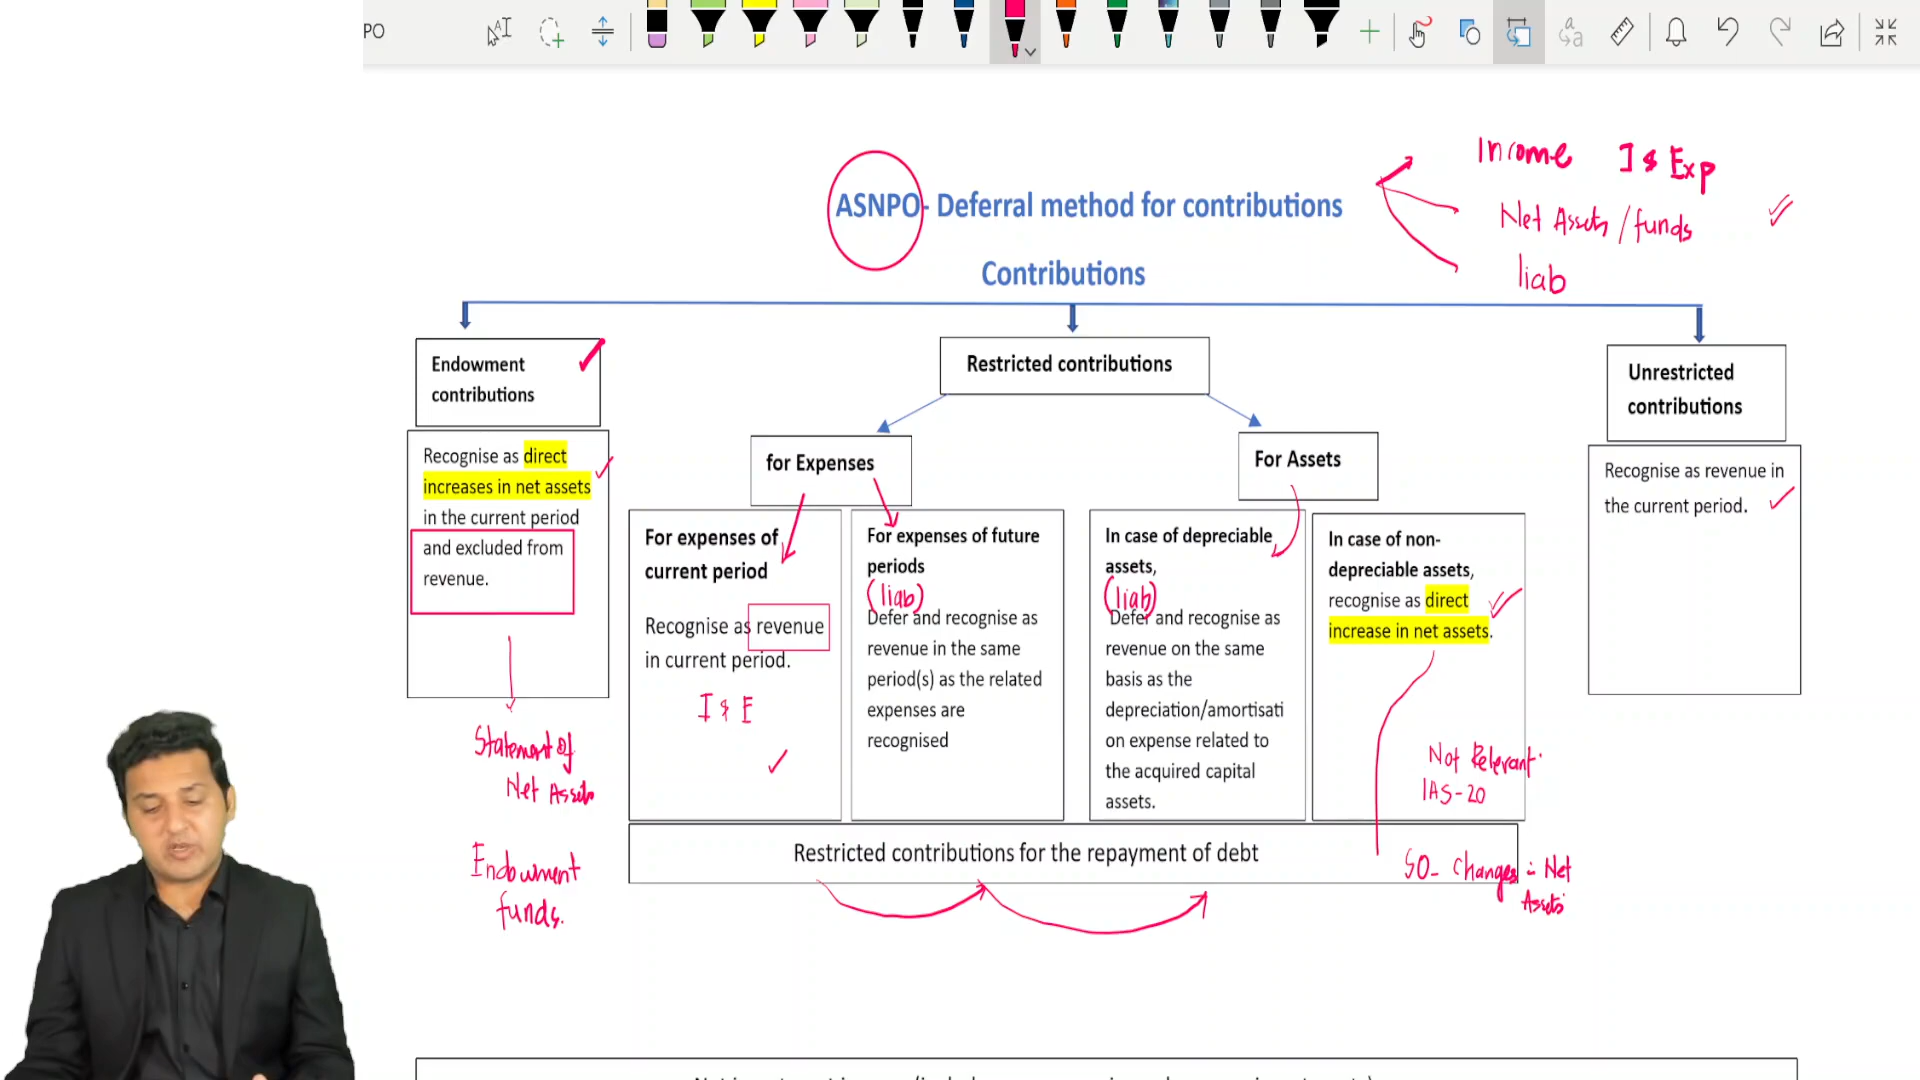 PO
Income I & Exp
ASNPO- Deferral method for contributions
Net Assets / funds
liab
Contributions
Endowment
contributions
Restricted contributions
Unrestricted
contributions
Recognise as direct
increases in net assets
in the current period
and excluded from
revenue.
for Expenses
For Assets
Recognise as revenue in
the current period.
For expenses of
current period
Recognise as revenue
in current period.
I & E
For expenses of future
periods
(liab)
Defer and recognise as
revenue in the same
period(s) as the related
expenses are
recognised
In case of depreciable
assets,
(liab)
Defer and recognise as
revenue on the same
basis as the
depreciation/amortisati
on expense related to
the acquired capital
assets.
In case of non-
depreciable assets,
recognise as direct
increase in net assets.
Not Relevant.
IAS-20
Statement of
Net Assets
Restricted contributions for the repayment of debt
SO- Changes in Net
Assets
Endowment
funds.